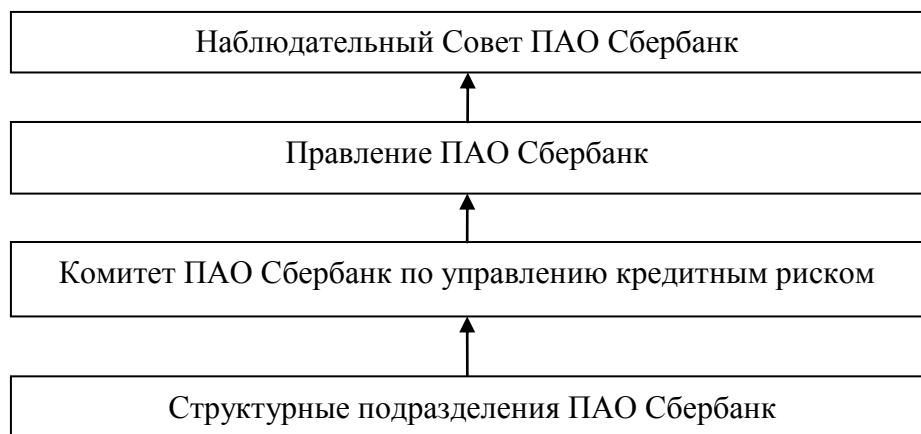 Наблюдательный Совет ПАО Сбербанк
Правление ПАО Сбербанк
Комитет ПАО Сбербанк по управлению кредитным риском
Структурные подразделения ПАО Сбербанк